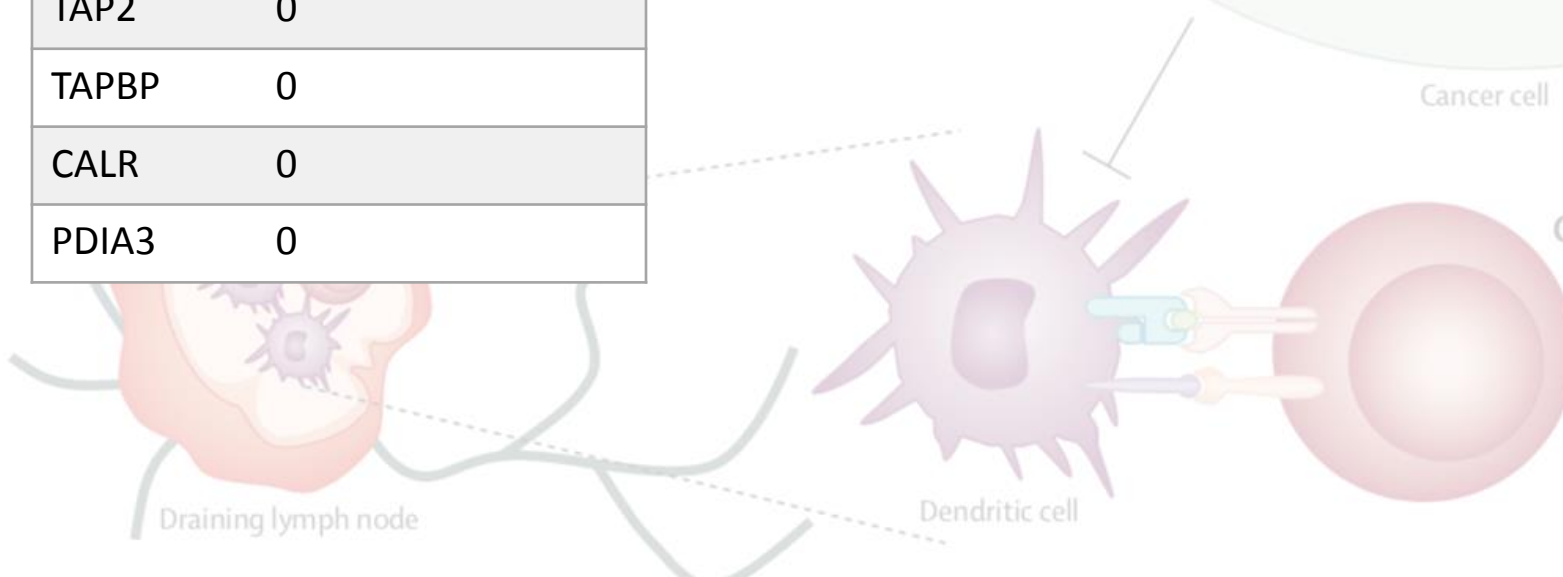 TAP2 0
TAPBP 0
CALR 0
PDIA3 0
Cancer cell
Draining lymph node
Dendritic cell